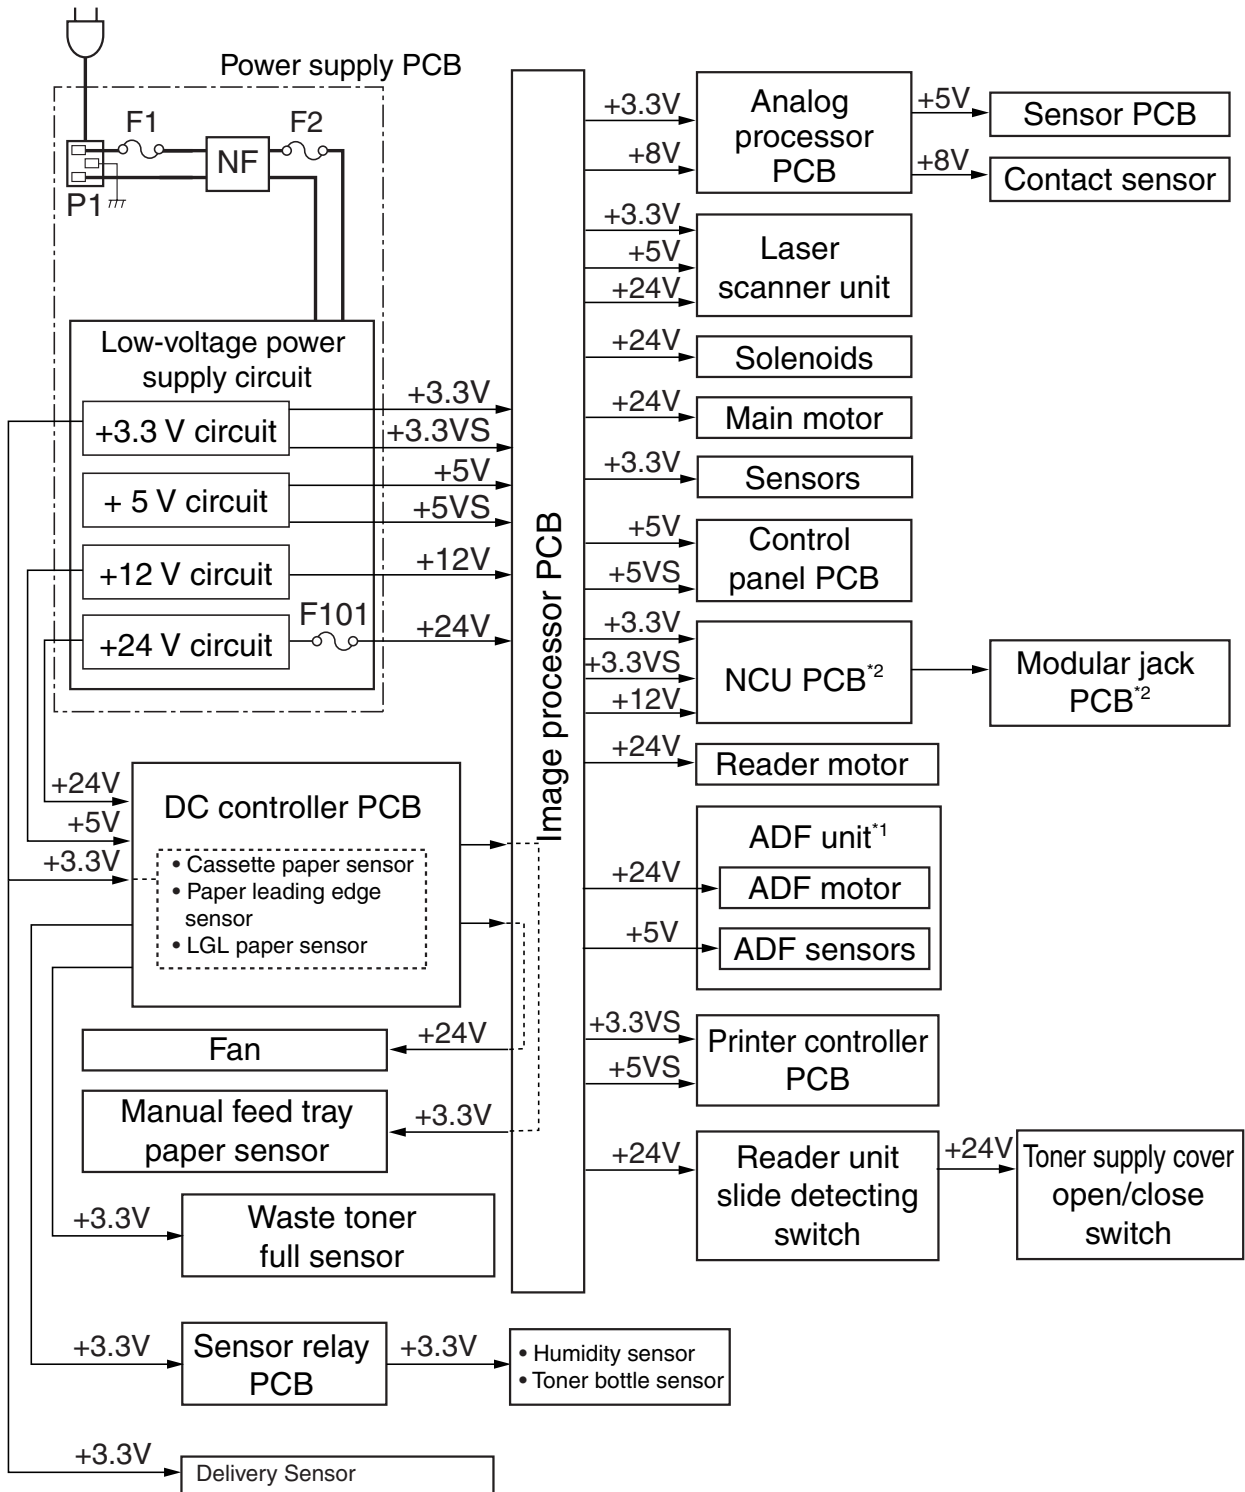 Power supply PCB
F1
F2
NF
P1
Low-voltage power
supply circuit
+3.3 V circuit
+ 5 V circuit
+12 V circuit
+24 V circuit
F101
+3.3V
+3.3VS
+5V
+5VS
+12V
+24V
Image processor PCB
+24V
+5V
+3.3V
DC controller PCB
• Cassette paper sensor
• Paper leading edge
sensor
• LGL paper sensor
+24V
Fan
+3.3V
Manual feed tray
paper sensor
+3.3V
Waste toner
full sensor
+3.3V
Sensor relay
PCB
+3.3V
• Humidity sensor
• Toner bottle sensor
+3.3V
Delivery Sensor
+3.3V
+8V
Analog
processor
PCB
+5V
Sensor PCB
+8V
Contact sensor
+3.3V
+5V
+24V
Laser
scanner unit
+24V
Solenoids
+24V
Main motor
+3.3V
Sensors
+5V
+5VS
Control
panel PCB
+3.3V
+3.3VS
+12V
NCU PCB*2
Modular jack
PCB*2
+24V
Reader motor
ADF unit*1
+24V
ADF motor
+5V
ADF sensors
+3.3VS
+5VS
Printer controller
PCB
+24V
Reader unit
slide detecting
switch
+24V
Toner supply cover
open/close
switch